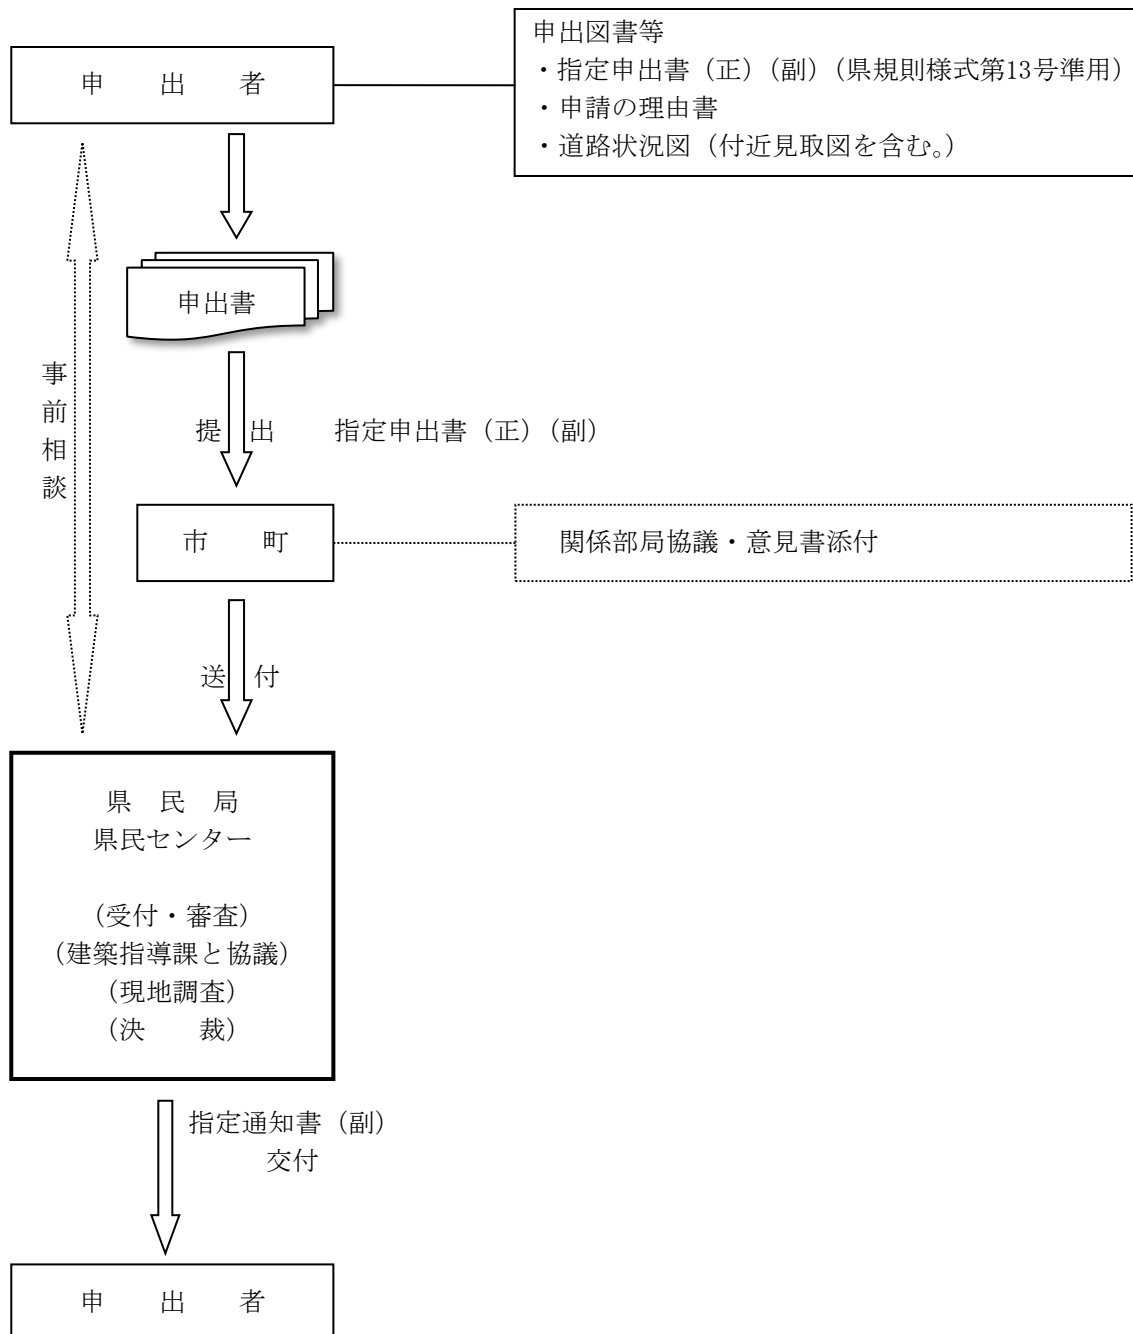 申出図書等
・指定申出書（正）（副）（県規則様式第13号準用）
・申請の理由書
・道路状況図（付近見取図を含む。）
申　出　者
申出書
事前相談
提出
指定申出書（正）（副）
市　町
関係部局協議・意見書添付
送付
県　民　局
県民センター
（受付・審査）
（建築指導課と協議）
（現地調査）
（決　　裁）
指定通知書（副）
交付
申　出　者